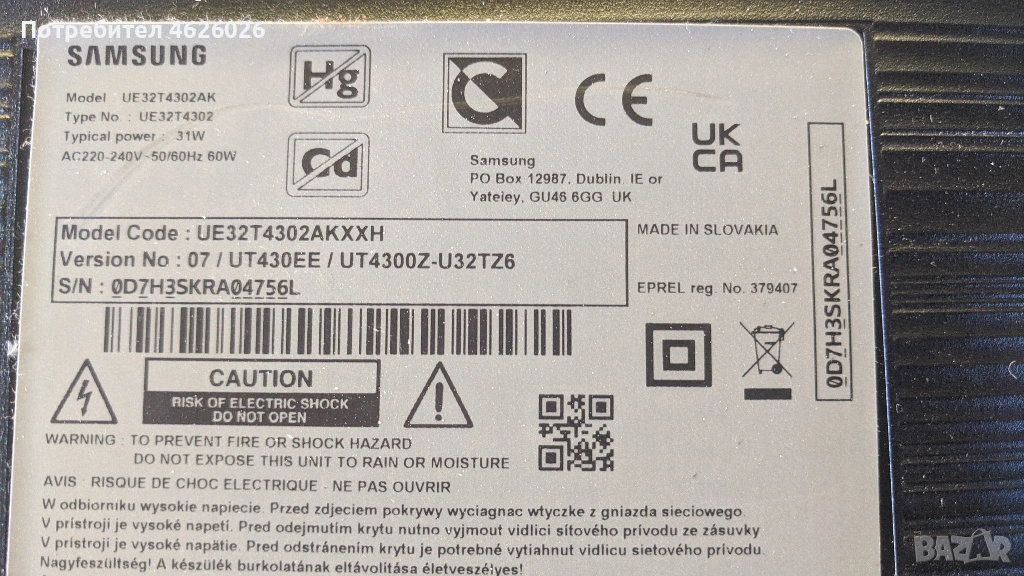 Потребител 4626026
SAMSUNG
Model UE32T4302AK
Type No. : UE32T4302
Typical power : 31W
AC220-240V~50/60Hz 60W
Hg
Cd
CE
UK
CA
Samsung
PO Box 12987, Dublin. IE or
Yateley, GU46 6GG UK
Model Code : UE32T4302AKXXH
Version No : 07 / UT430EE / UT4300Z-U32TZ6
S/N : 0D7H3SKRA04756L
MADE IN SLOVAKIA
EPREL reg. No. 379407
0D7H3SKRA04756L
CAUTION
RISK OF ELECTRIC SHOCK
DO NOT OPEN
WARNING : TO PREVENT FIRE OR SHOCK HAZARD
DO NOT EXPOSE THIS UNIT TO RAIN OR MOISTURE
AVIS : RISQUE DE CHOC ELECTRIQUE - NE PAS OUVRIR
W odbiorniku wysokie napiecie. Przed zdjeciem pokrywy wyciagnac wtyczke z gniazda sieciowego.
V prístroji je vysoké napetí. Pred odejmutím krytu nutno vyjmout vidlici síťového prívodu ze zásuvky
V prístroji je vysoké napätie. Pred odstránením krytu je potrebné vytiahnut vidlicu sietového prívodu.
Nagyfeszültség! A készülék burkolatának eltávolítása életveszélyes!
BAZAR